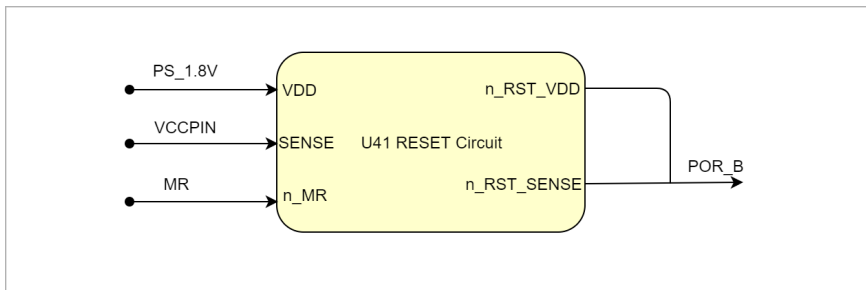 PS_1.8V
VDD
n_RST_VDD
VCCPIN
SENSE
U41 RESET Circuit
POR_B
MR
n_MR
n_RST_SENSE